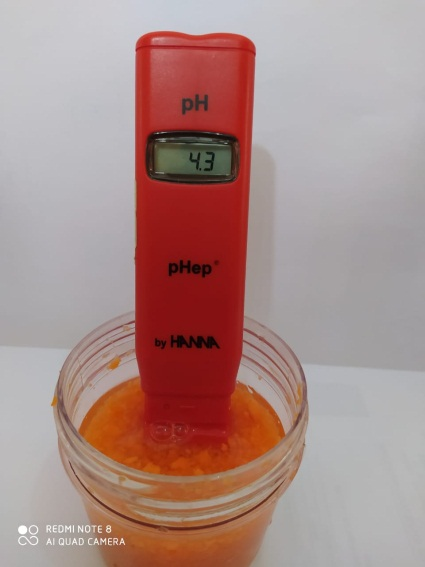 pH
4.3
pHep®
by HANNA
REDMI NOTE 8
AI QUAD CAMERA